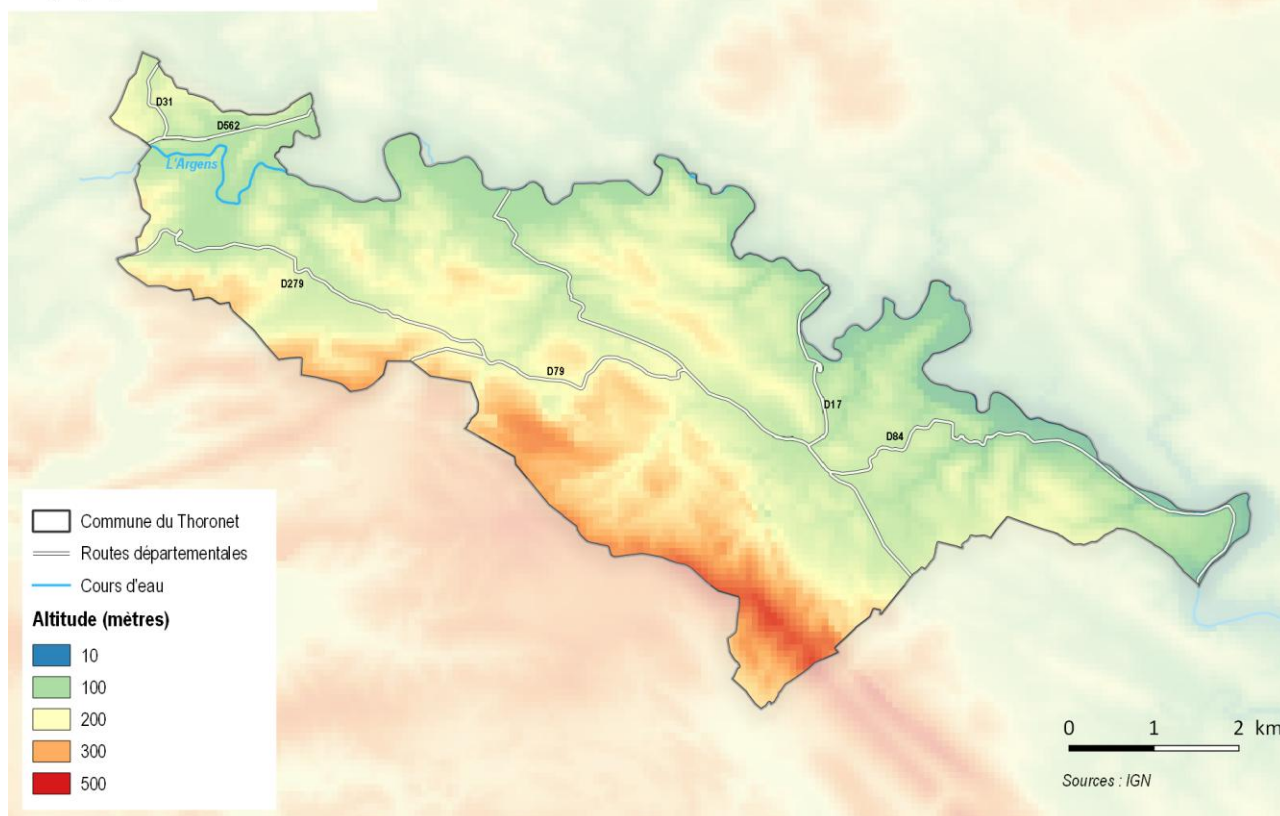 D31
D562
L'Argens
D279
D79
D17
D84
Commune du Thoronet
Routes départementales
Cours d'eau
Altitude (mètres)
10
100
200
300
500
0 1 2 km
Sources : IGN